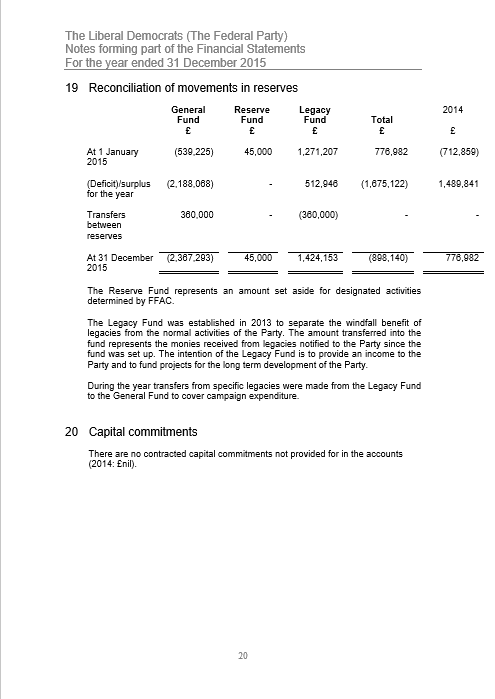 The Liberal Democrats (The Federal Party)
Notes forming part of the Financial Statements
For the year ended 31 December 2015
19 Reconciliation of movements in reserves
General Reserve Legacy 2014
Fund Fund Fund Total
£ £ £ £ £
At 1 January (539,225) 45,000 1,271,207 776,982 (712,859)
2015
(Deficit)/surplus (2,188,068) - 512,946 (1,675,122) 1,489,841
for the year
Transfers 360,000 - (360,000) - -
between
reserves
At 31 December (2,367,293) 45,000 1,424,153 (898,140) 776,982
2015
The Reserve Fund represents an amount set aside for designated activities
determined by FFAC.
The Legacy Fund was established in 2013 to separate the windfall benefit of
legacies from the normal activities of the Party. The amount transferred into the
fund represents the monies received from legacies notified to the Party since the
fund was set up. The intention of the Legacy Fund is to provide an income to the
Party and to fund projects for the long term development of the Party.
During the year transfers from specific legacies were made from the Legacy Fund
to the General Fund to cover campaign expenditure.
20 Capital commitments
There are no contracted capital commitments not provided for in the accounts
(2014: £nil).
20